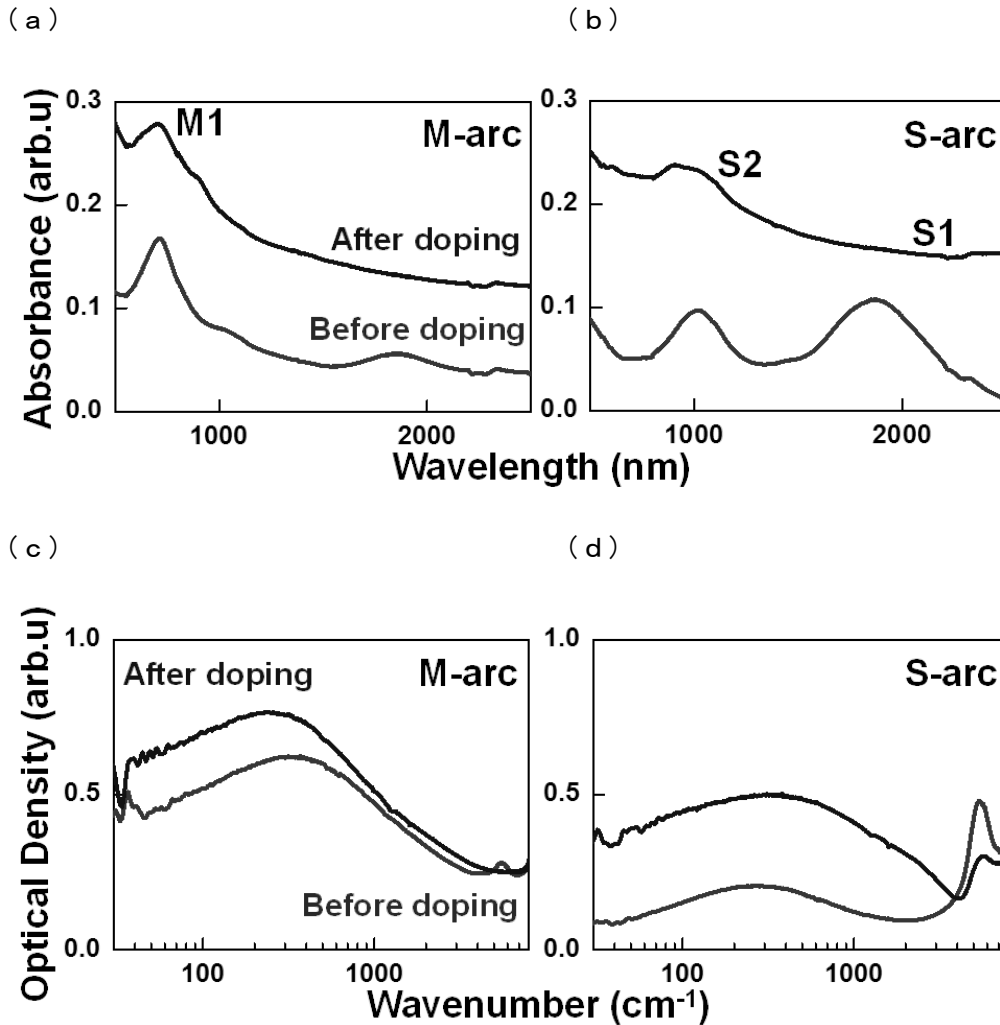 (a)
(b)
Absorbance (arb.u)
0.3
0.2
0.1
0.0
M1
M-arc
After doping
Before doping
1000
2000
0.3
0.2
0.1
0.0
S-arc
S2
S1
1000
2000
Wavelength (nm)
(c)
(d)
Optical Density (arb.u)
1.0
0.5
0.0
After doping
M-arc
Before doping
100
1000
1.0
0.5
0.0
S-arc
100
1000
Wavenumber (cm⁻¹)